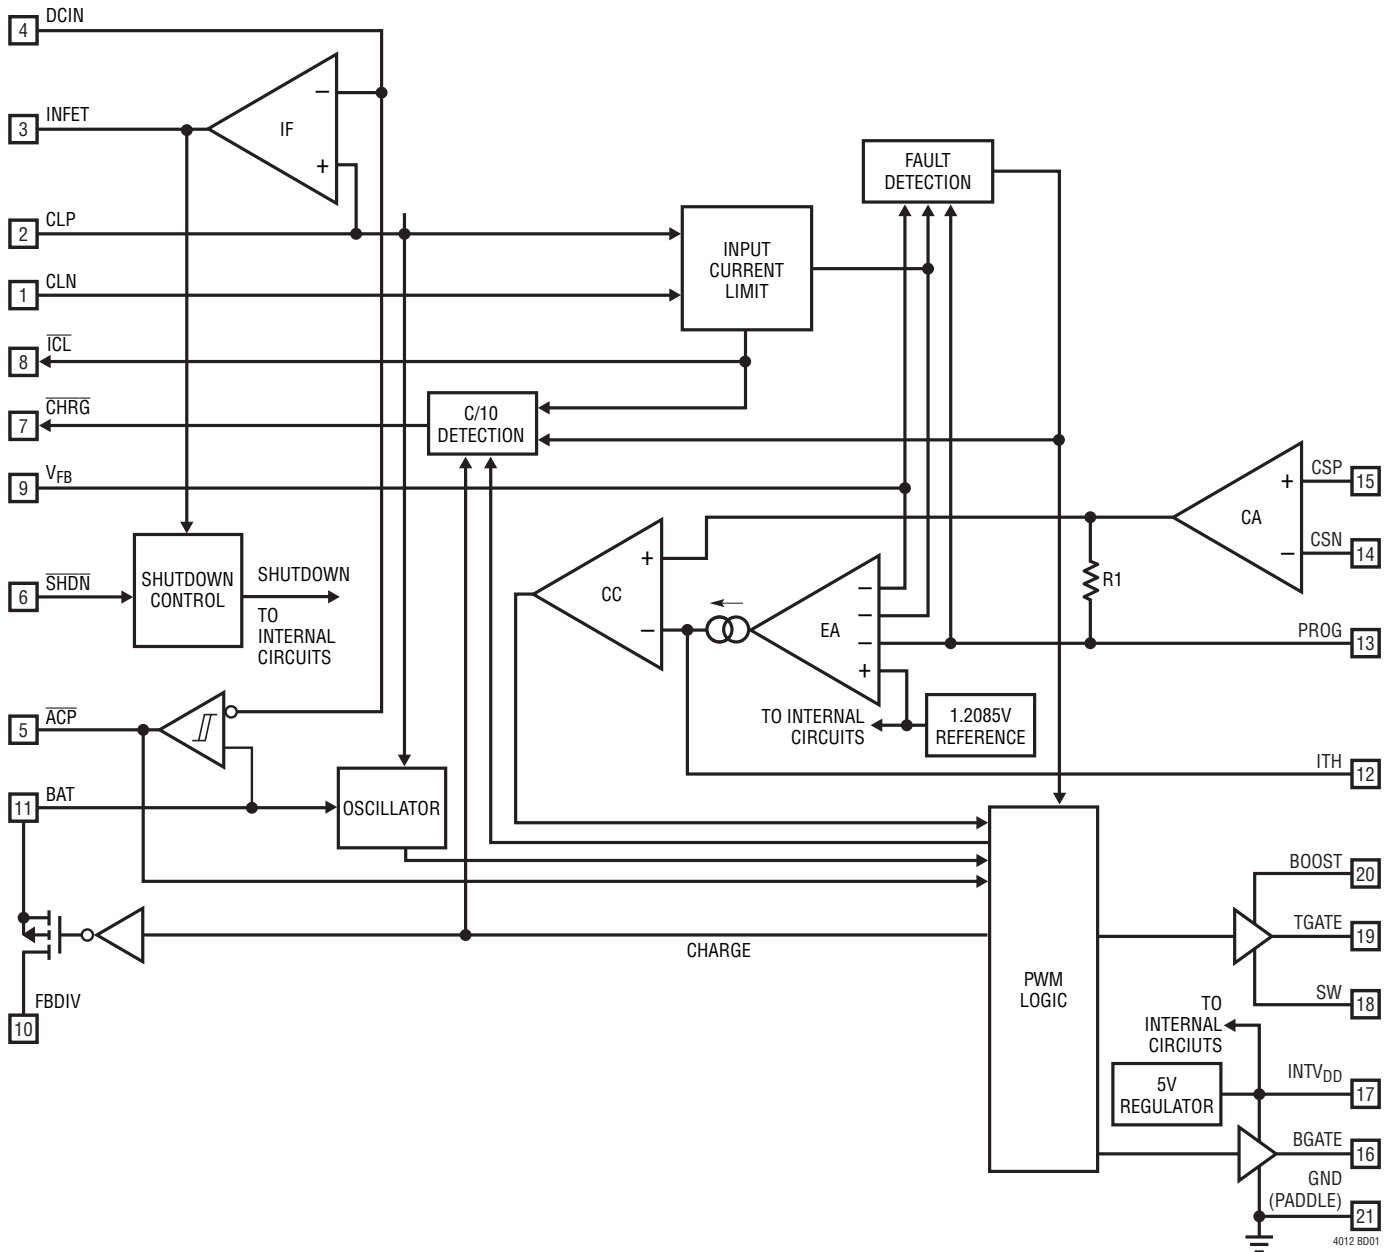 DCIN
4
INFET
3
IF
−
+
CLP
2
CLN
1
ICL
8
CHRG
7
VFB
9
SHDN
6
ACP
5
BAT
11
FBDIV
10
INPUT
CURRENT
LIMIT
FAULT
DETECTION
C/10
DETECTION
SHUTDOWN
CONTROL
SHUTDOWN
TO
INTERNAL
CIRCUITS
OSCILLATOR
CHARGE
+
CC
−
−
−
EA
−
+
TO INTERNAL
CIRCUITS
1.2085V
REFERENCE
R1
+
CA
−
PWM
LOGIC
TO
INTERNAL
CIRCIUTS
5V
REGULATOR
CSP
15
CSN
14
PROG
13
ITH
12
BOOST
20
TGATE
19
SW
18
INTVDD
17
BGATE
16
GND
(PADDLE)
21
4012 BD01